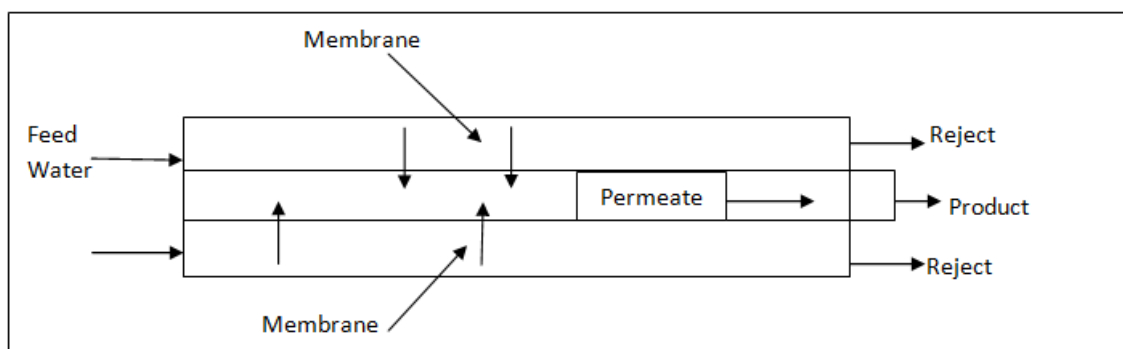 Membrane
Feed
Water
Reject
Permeate
Product
Reject
Membrane